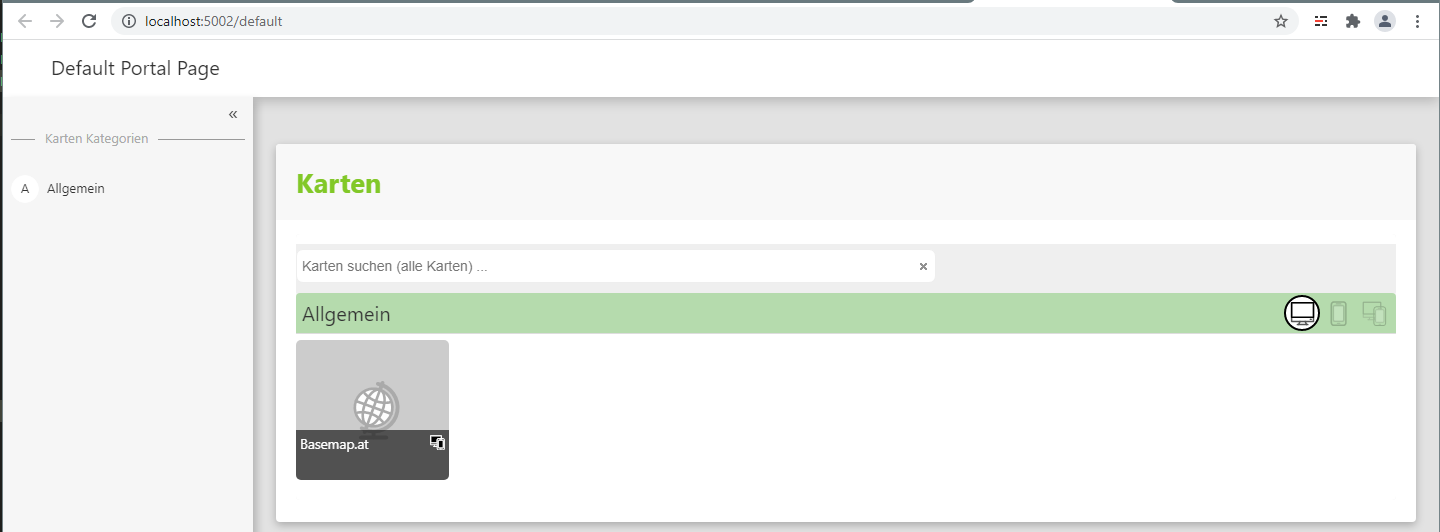 localhost:5002/default
Default Portal Page
«
Karten Kategorien
A Allgemein
Karten
Karten suchen (alle Karten) ...
Allgemein
Basemap.at